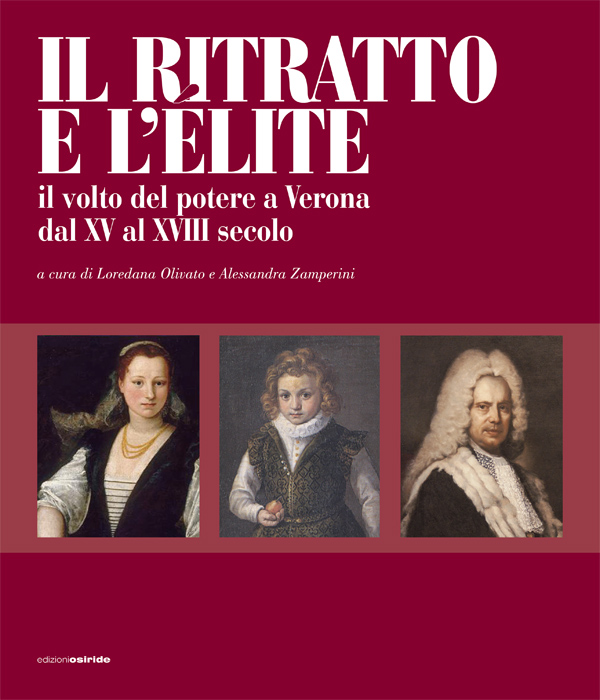 IL RITRATTO
E L'ÉLITE
il volto del potere a Verona
dal XV al XVIII secolo
a cura di Loredana Olivato e Alessandra Zamperini
edizioniosiride